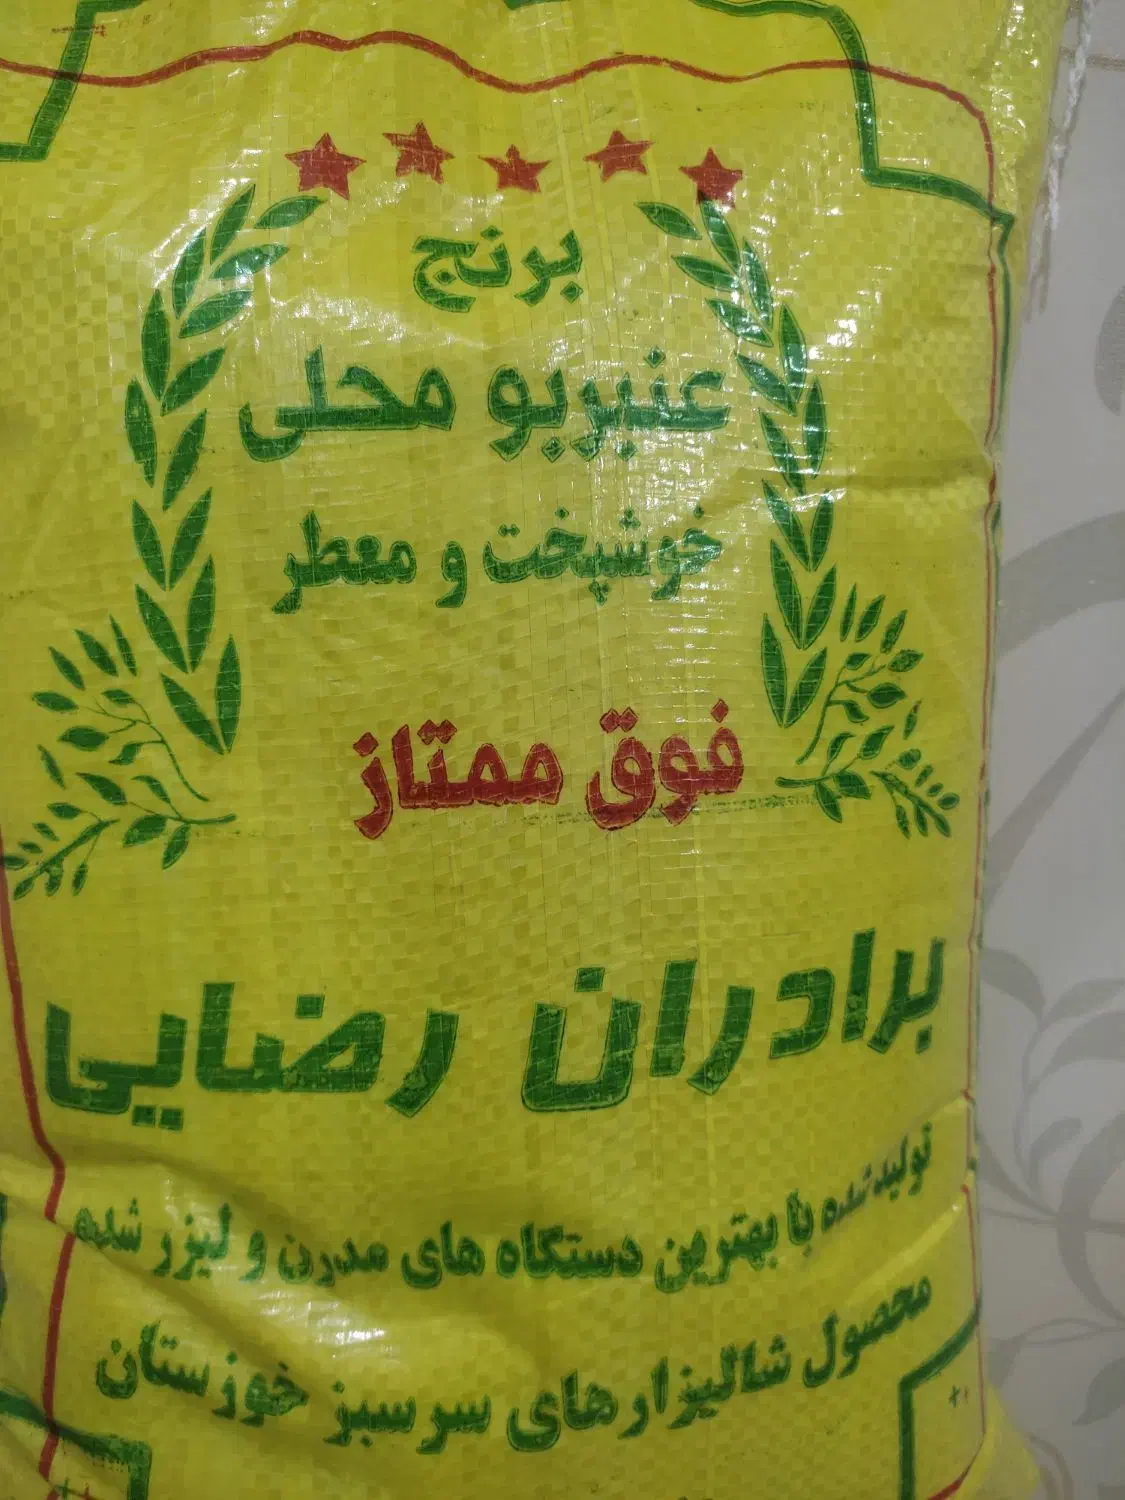 برنج
عنبربو محلی
خوشپخت و معطر
فوق ممتاز
برادران رضایی
تولید شده با بهترین دستگاه های مدرن و لیزر شده
محصول شالیزارهای سرسبز خوزستان